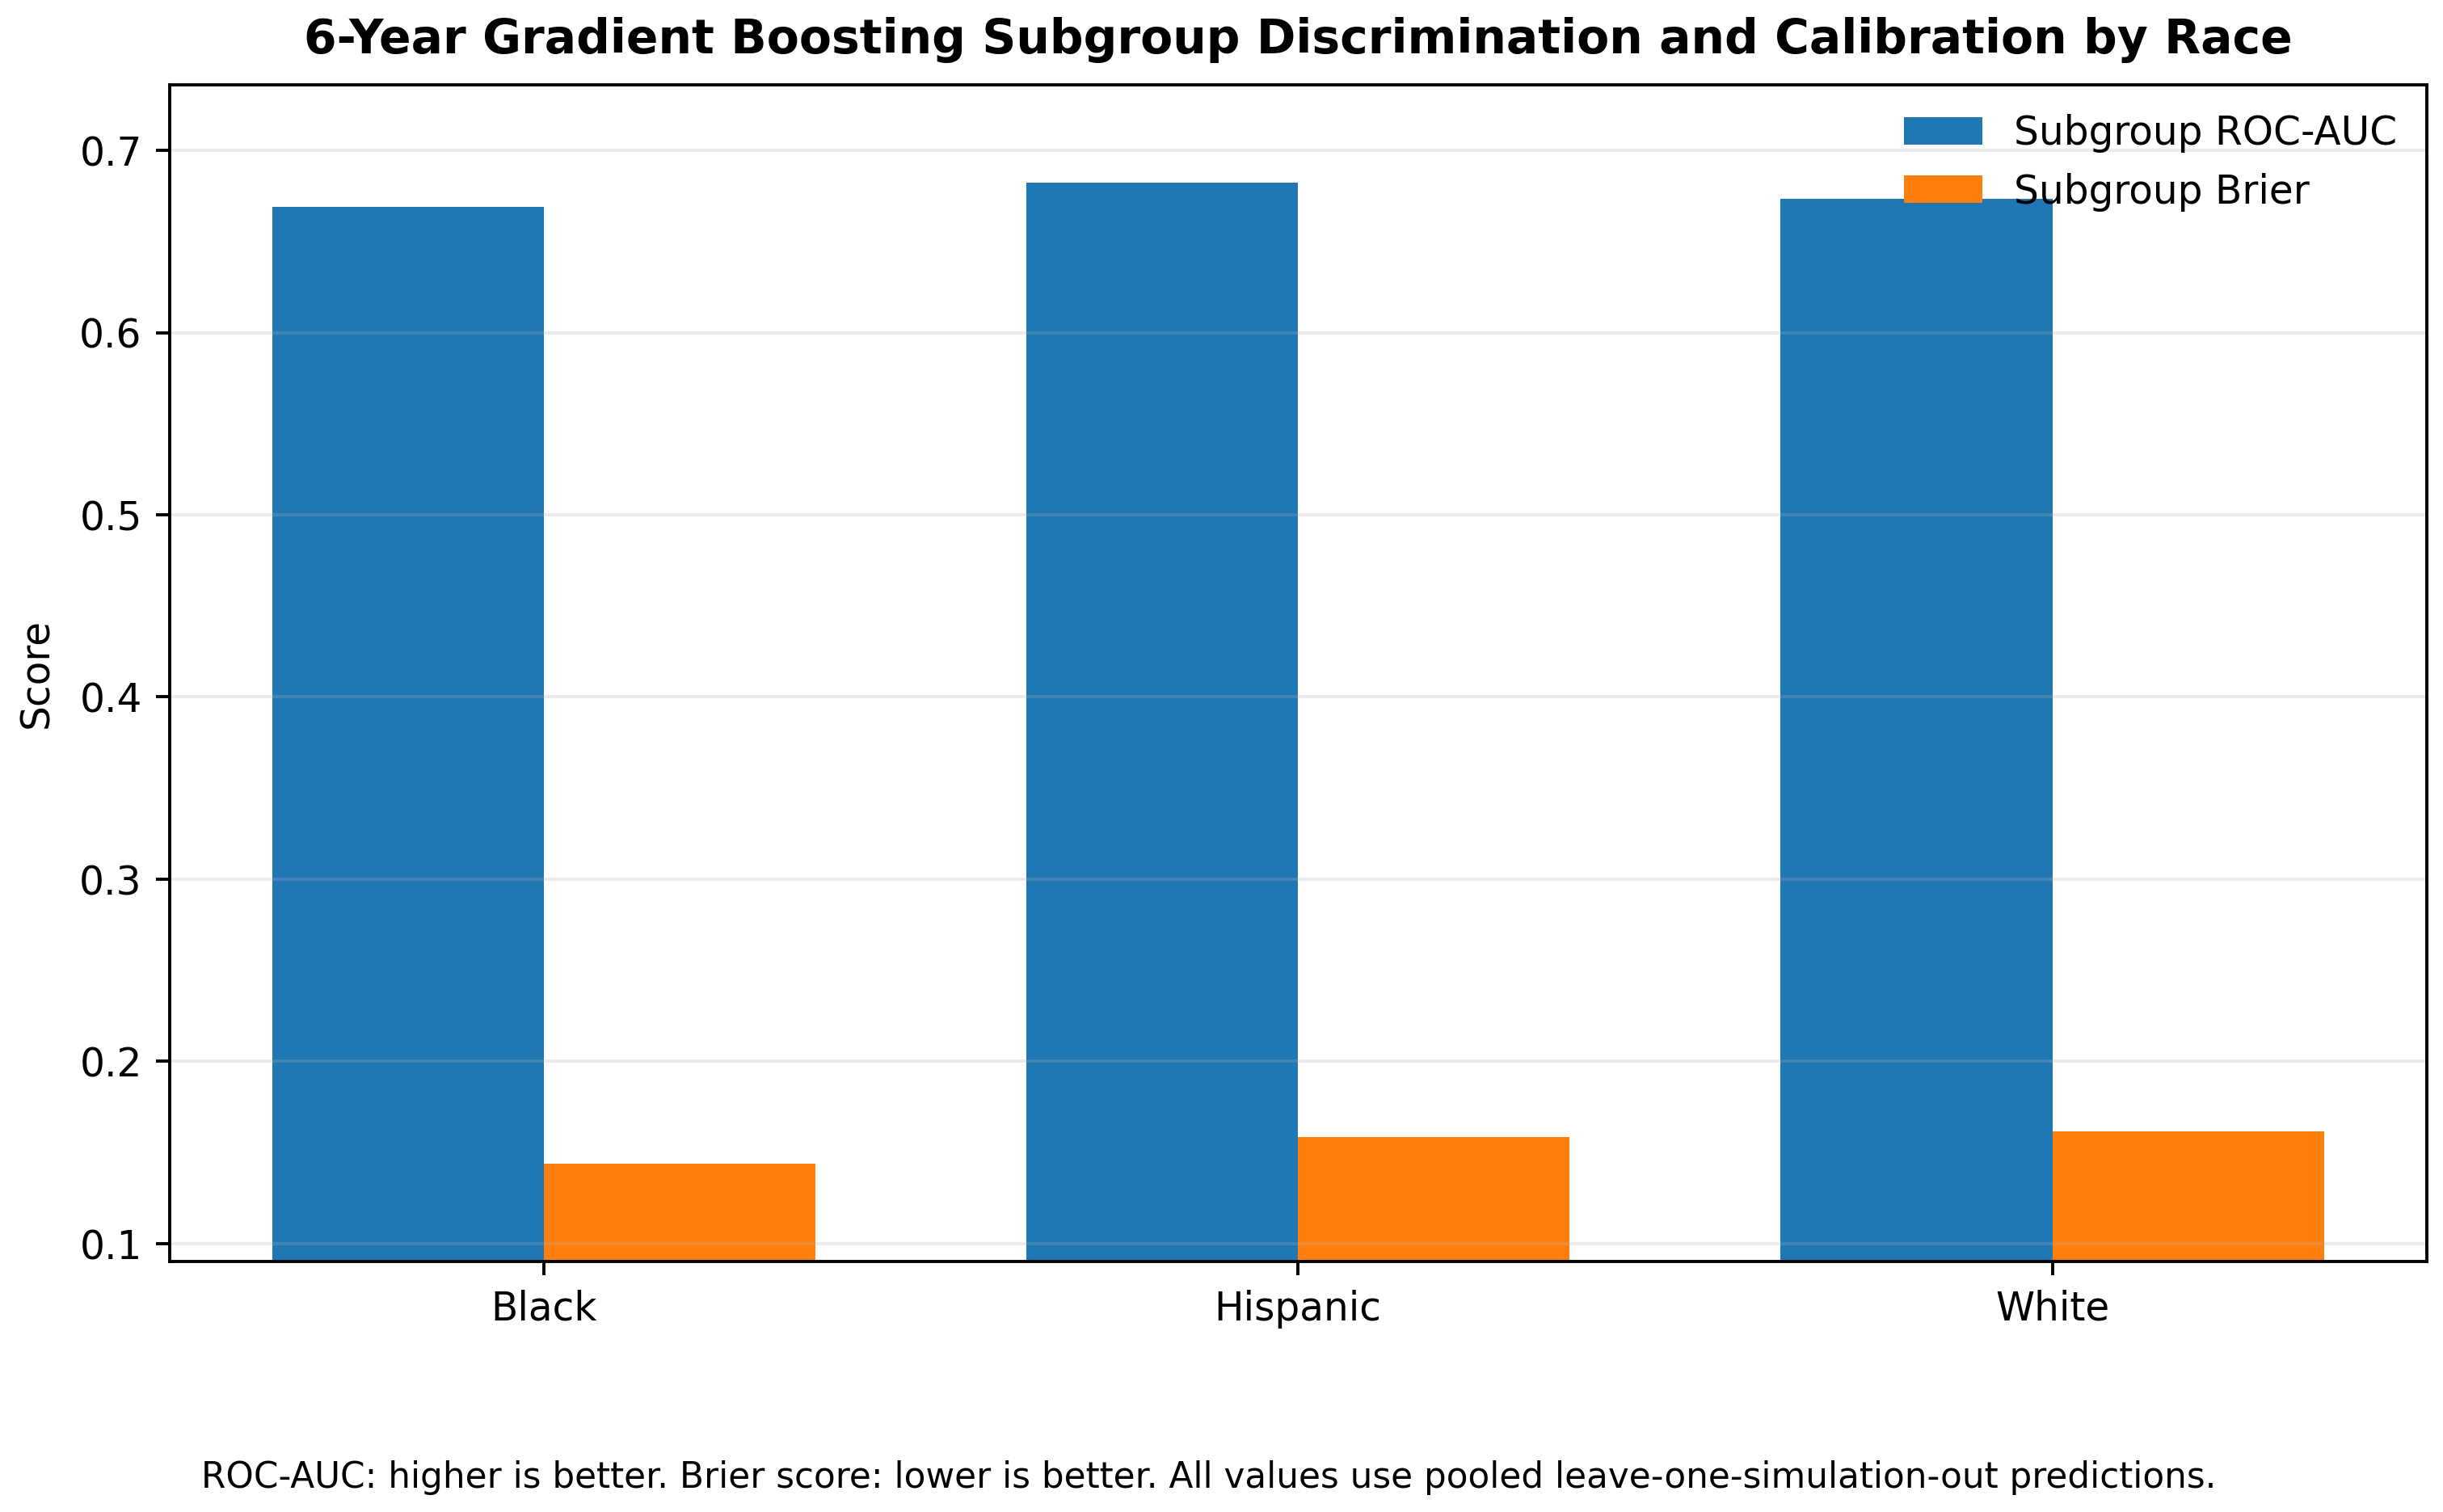 6-Year Gradient Boosting Subgroup Discrimination and Calibration by Race
Subgroup ROC-AUC
Subgroup Brier
Score
0.7
0.6
0.5
0.4
0.3
0.2
0.1
Black
Hispanic
White
ROC-AUC: higher is better. Brier score: lower is better. All values use pooled leave-one-simulation-out predictions.